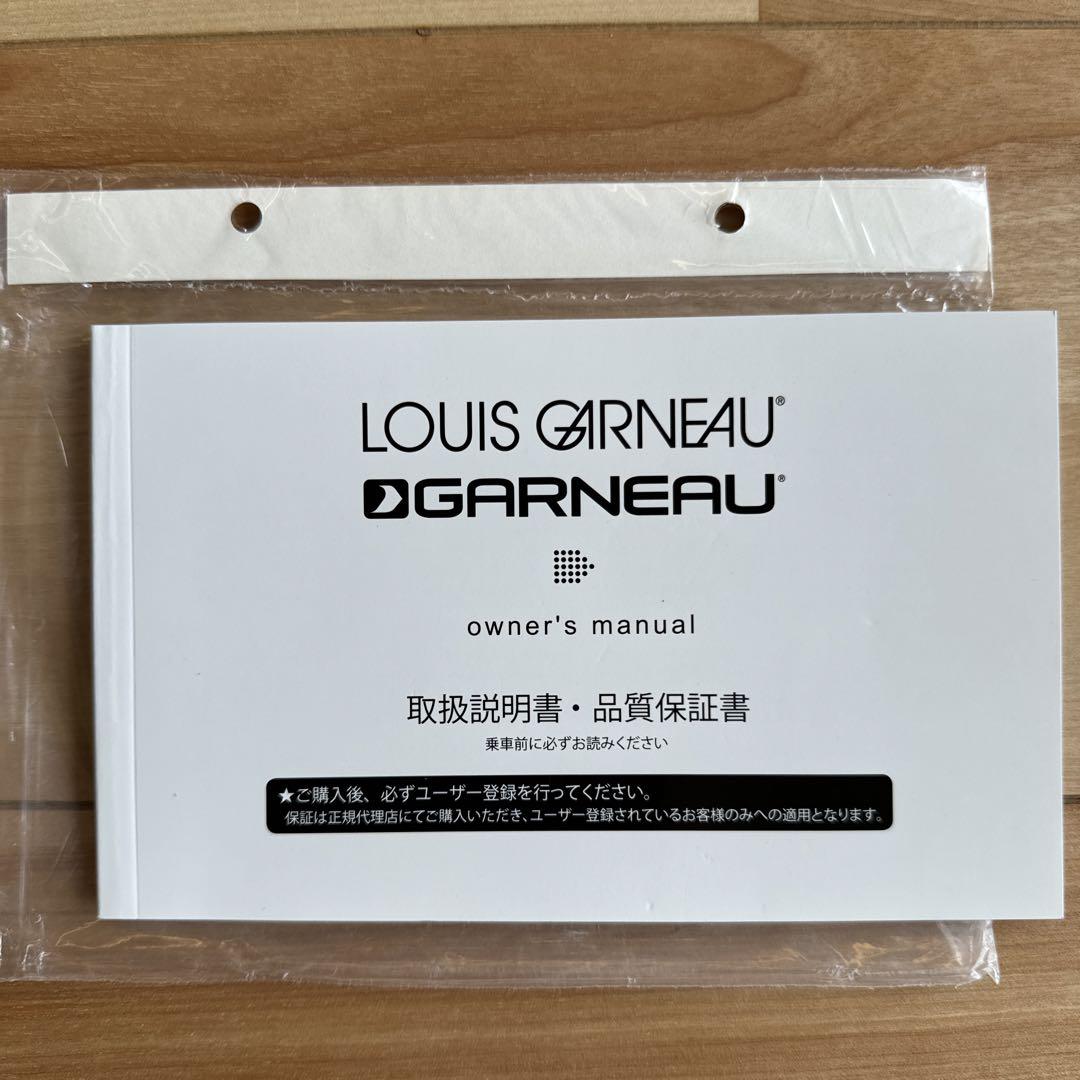 LOUIS GARNEAU®
GARNEAU®
owner's manual
取扱説明書・品質保証書
乗車前に必ずお読みください
★ご購入後、必ずユーザー登録を行ってください。
保証は正規代理店にてご購入いただき、ユーザー登録されているお客様のみへの適用となります。